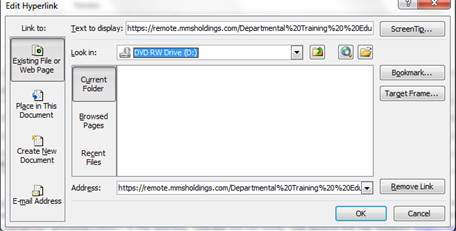 Edit Hyperlink
Link to:
Text to display: https://remote.mmsholdings.com/Departmental%20Training%20%20Edu
ScreenTip...
Existing File or
Web Page
Look in: DVD RW Drive (D:)
Current
Folder
Bookmark...
Target Frame...
Place in This
Document
Browsed
Pages
Create New
Document
Recent
Files
E-mail Address
Address: https://remote.mmsholdings.com/Departmental%20Training%20%20Edu
Remove Link
OK
Cancel